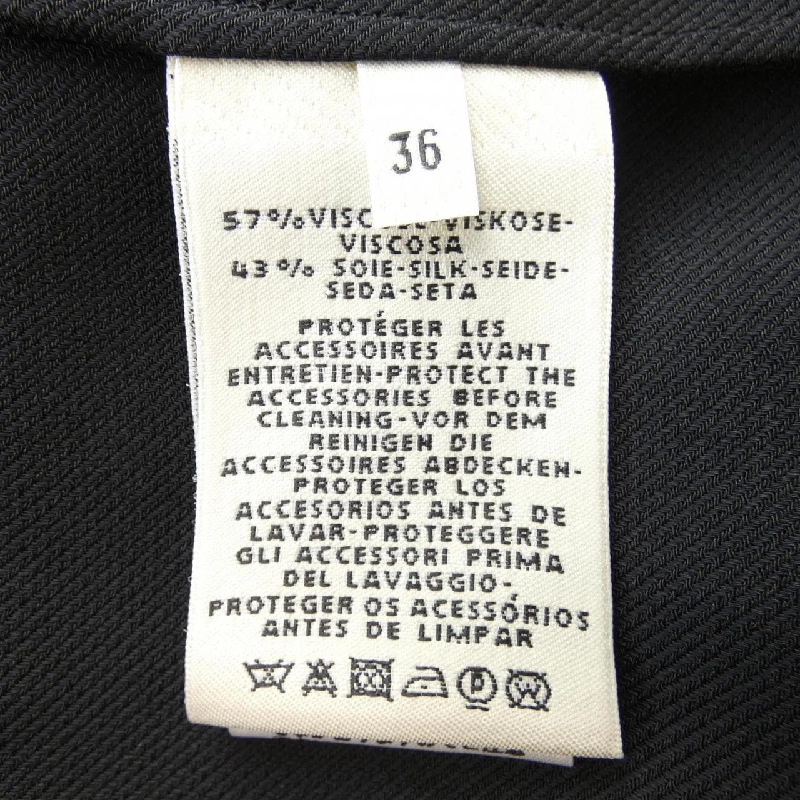 36
57% VISKOSE-
VISCOSA
43% SOIE-SILK-SEIDE-
SEDA-SETA
PROTÉGER LES
ACCESSOIRES AVANT
ENTRETIEN-PROTECT THE
ACCESSORIES BEFORE
CLEANING-VOR DEM
REINIGEN DIE
ACCESSOIRES ABDECKEN-
PROTEGER LOS
ACCESORIOS ANTES DE
LAVAR-PROTEGGERE
GLI ACCESSORI PRIMA
DEL LAVAGGIO-
PROTEGER OS ACESSÓRIOS
ANTES DE LIMPAR
P W